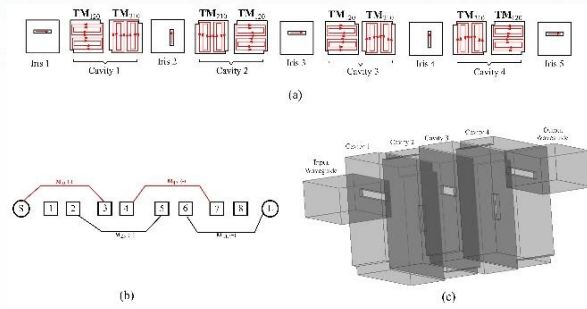 TM120 TM210 TM210 TM120 TM120 TM210 TM210 TM120
Iris 1 Cavity 1 Iris 2 Cavity 2 Iris 3 Cavity 3 Iris 4 Cavity 4 Iris 5
(a)
S 1 2 3 4 5 6 7 8 L
(b)
Input
Waveguide
Cavity 1
Cavity 2
Cavity 3
Cavity 4
Output
Waveguide
(c)